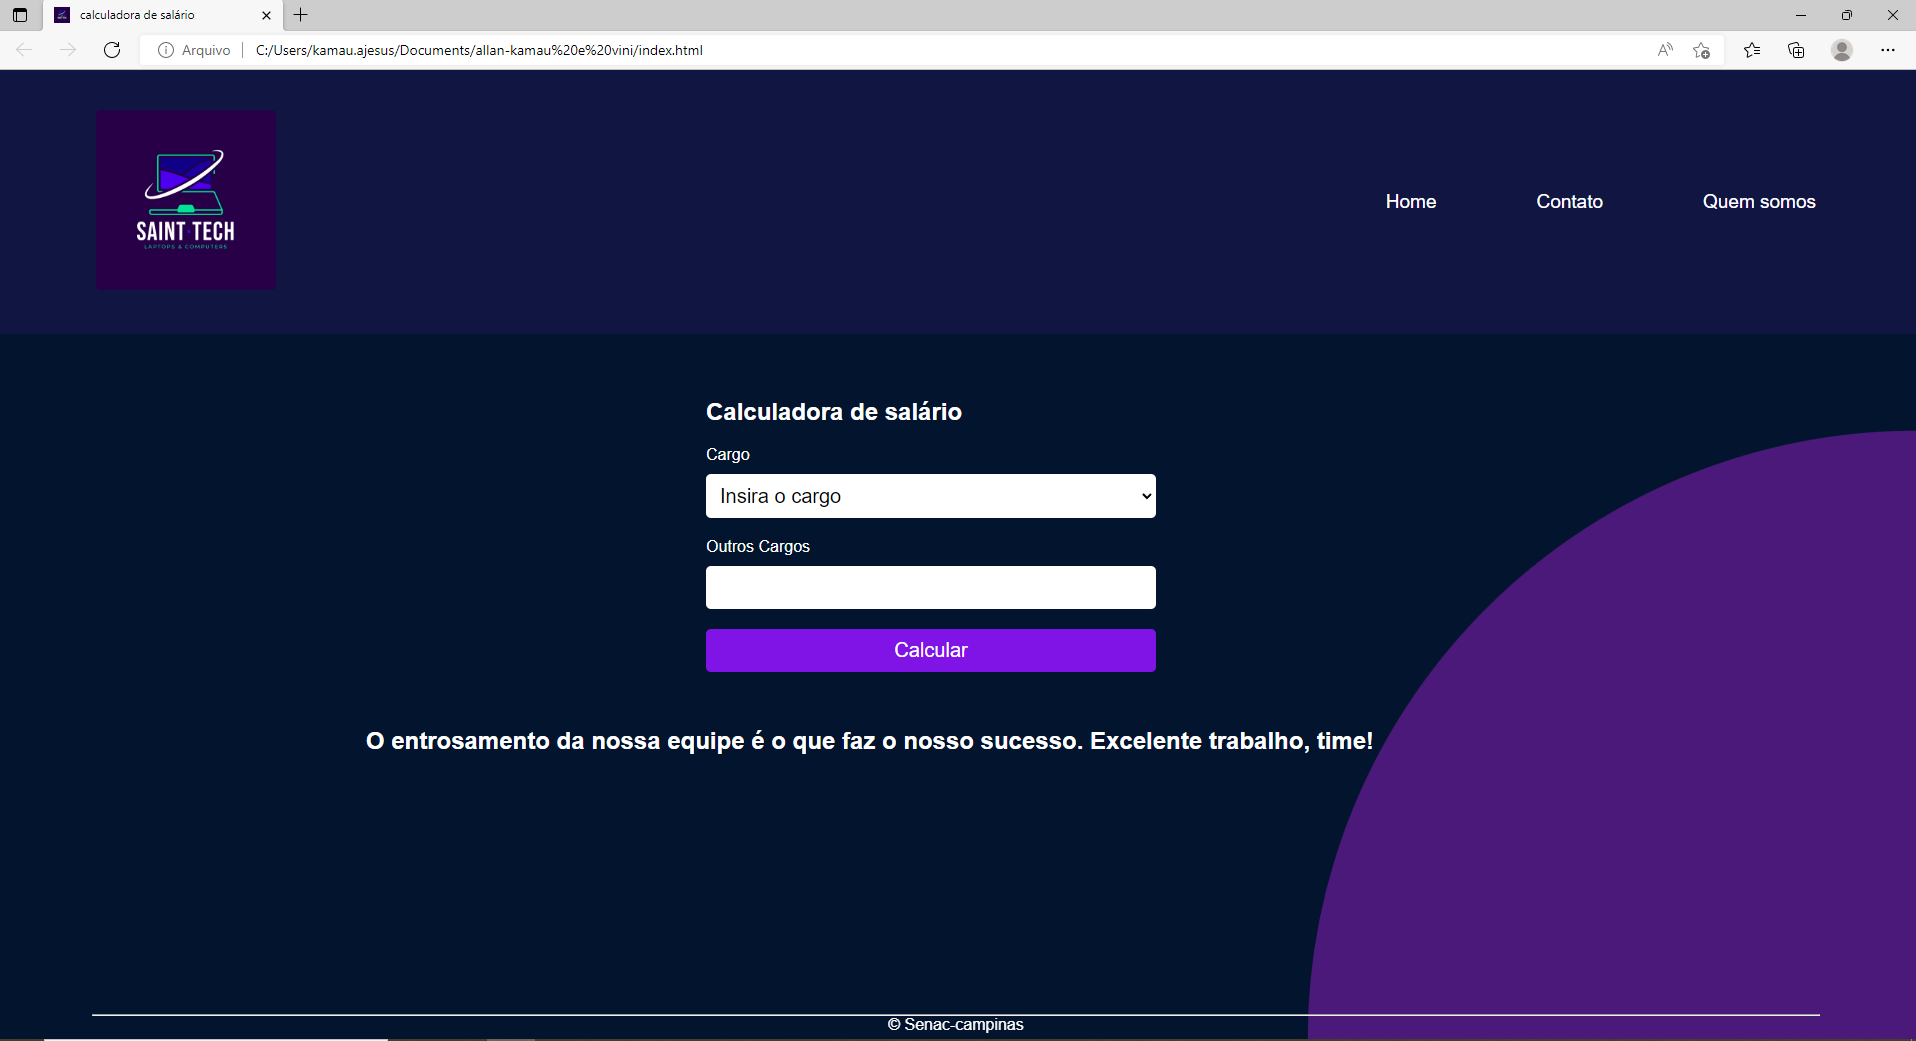 calculadora de salário
Arquivo
C:/Users/kamau.ajesus/Documents/allan-kamau%20e%20vini/index.html
SAINT·TECH
LAPTOPS & COMPUTERS
Home
Contato
Quem somos
Calculadora de salário
Cargo
Insira o cargo
Outros Cargos
Calcular
O entrosamento da nossa equipe é o que faz o nosso sucesso. Excelente trabalho, time!
© Senac-campinas